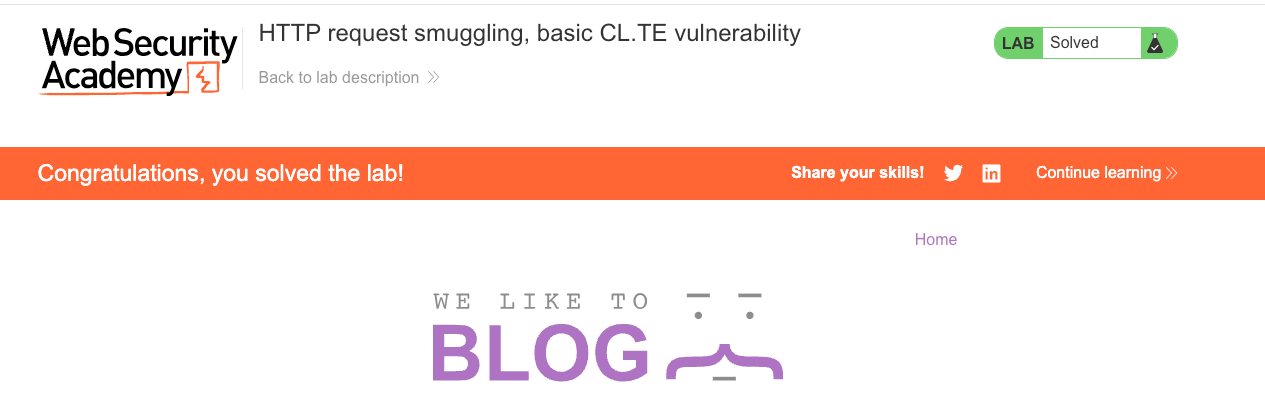 Web Security
Academy
HTTP request smuggling, basic CL.TE vulnerability
Back to lab description
LAB Solved
Congratulations, you solved the lab!
Share your skills!
Continue learning
Home
WE LIKE TO
BLOG